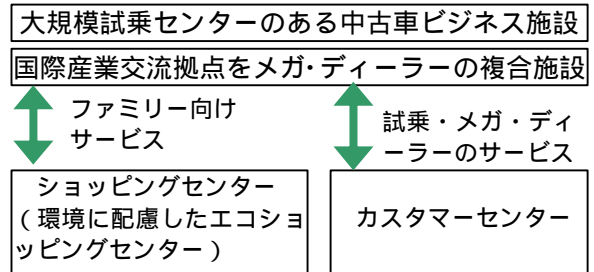 大規模試乗センターのある中古車ビジネス施設
国際産業交流拠点をメガ・ディーラーの複合施設
ファミリー向け
サービス
試乗・メガ・ディ
ーラーのサービス
ショッピングセンター
（環境に配慮したエコショ
ッピングセンター）
カスタマーセンター